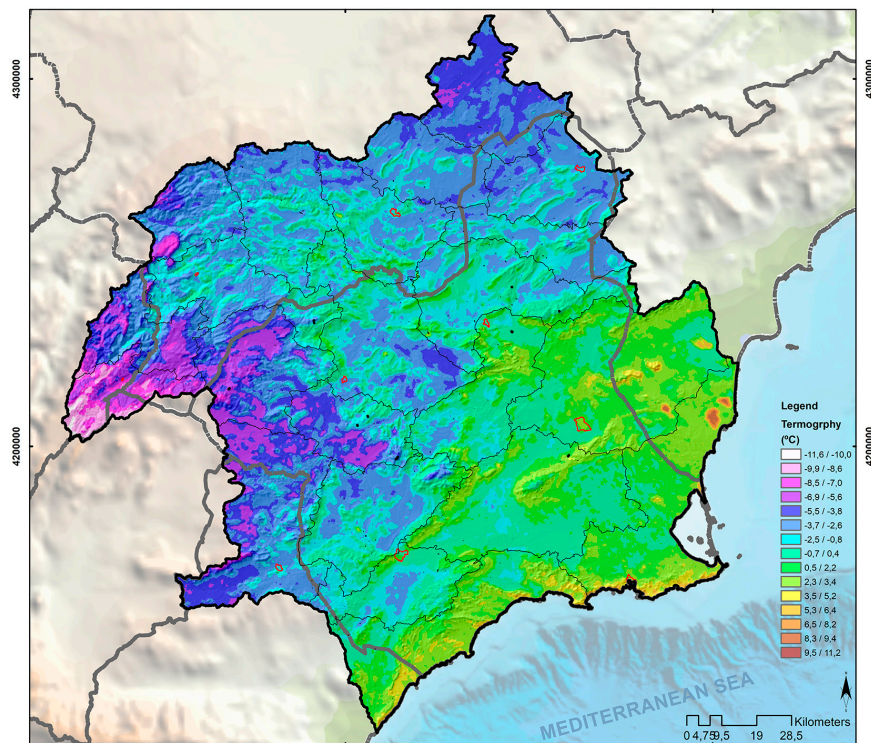 4300000
4300000
4200000
4200000
Legend
Termogrphy
(ºC)
-11,6 / -10,0
-9,9 / -8,6
-8,5 / -7,0
-6,9 / -5,6
-5,5 / -3,8
-3,7 / -2,6
-2,5 / -0,8
-0,7 / 0,4
0,5 / 2,2
2,3 / 3,4
3,5 / 5,2
5,3 / 6,4
6,5 / 8,2
8,3 / 9,4
9,5 / 11,2
MEDITERRANEAN SEA
Kilometers
0 4,75 9,5 19 28,5